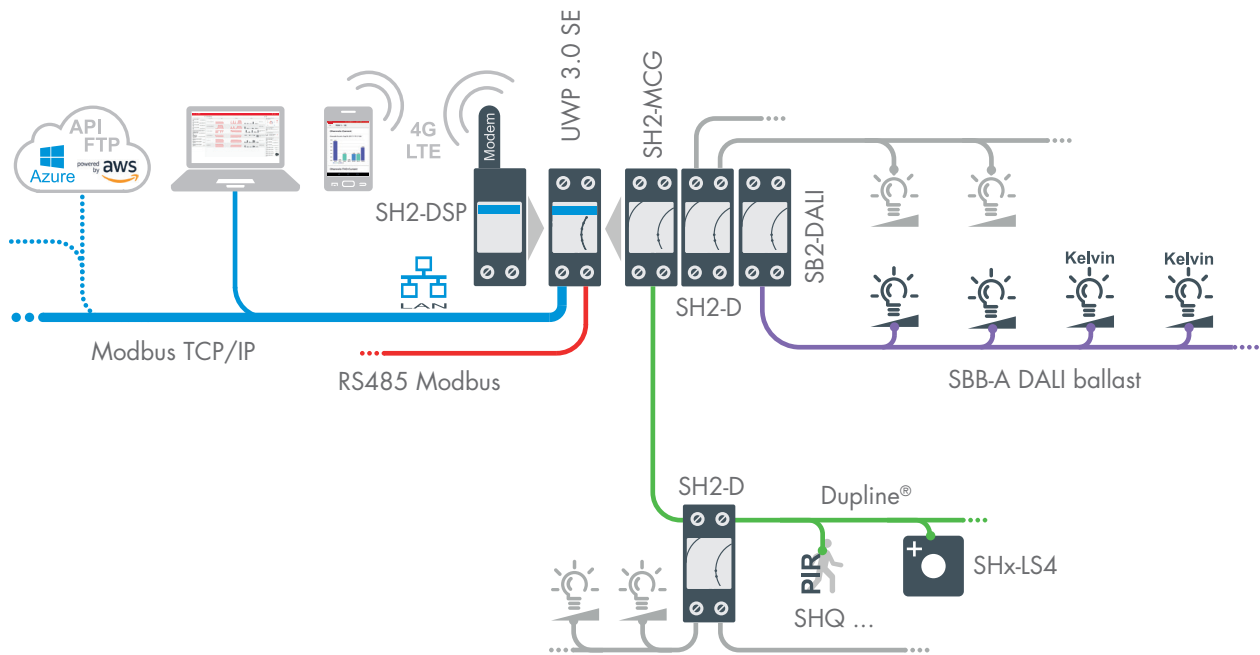 API
FTP
Azure
powered
by
aws
4G
LTE
Modem
SH2-DSP
UWP 3.0 SE
SH2-MCG
SH2-D
SB2-DALI
Kelvin
Kelvin
LAN
Modbus TCP/IP
RS485 Modbus
SBB-A DALI ballast
SH2-D
Dupline®
PIR
SHQ ...
SHx-LS4